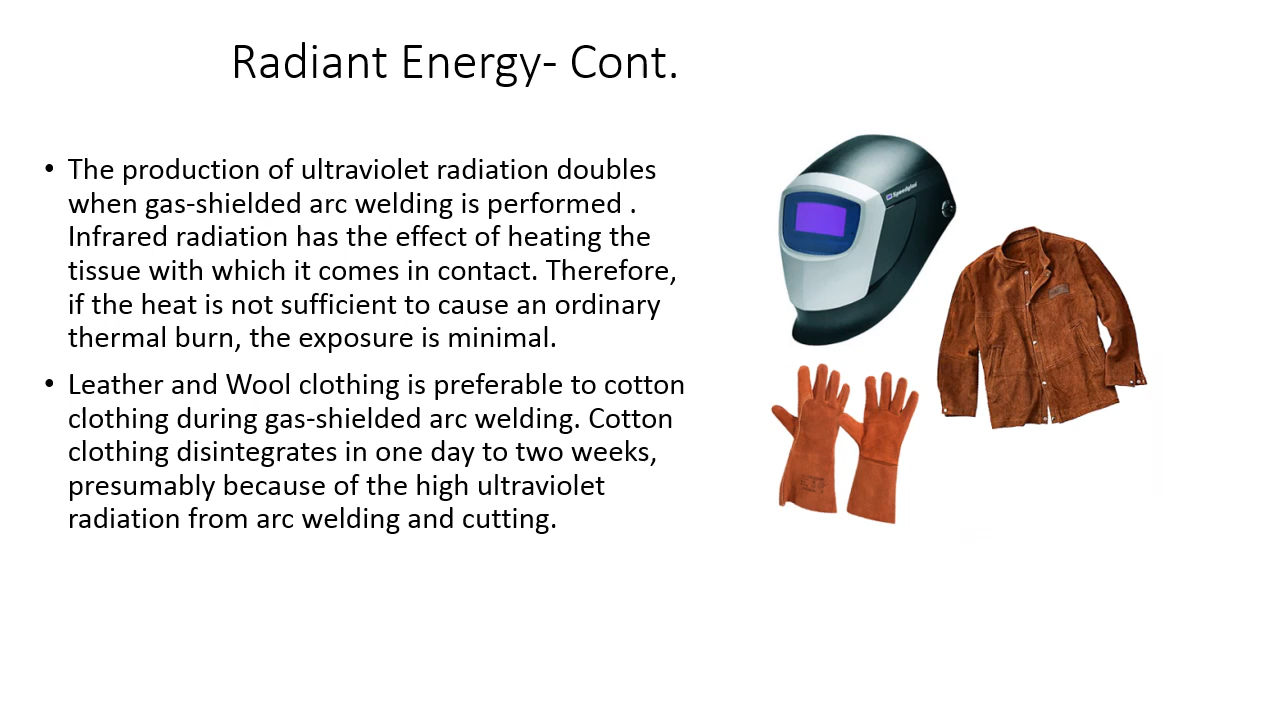 Radiant Energy- Cont.
• The production of ultraviolet radiation doubles
when gas-shielded arc welding is performed .
Infrared radiation has the effect of heating the
tissue with which it comes in contact. Therefore,
if the heat is not sufficient to cause an ordinary
thermal burn, the exposure is minimal.
• Leather and Wool clothing is preferable to cotton
clothing during gas-shielded arc welding. Cotton
clothing disintegrates in one day to two weeks,
presumably because of the high ultraviolet
radiation from arc welding and cutting.
Speedglas